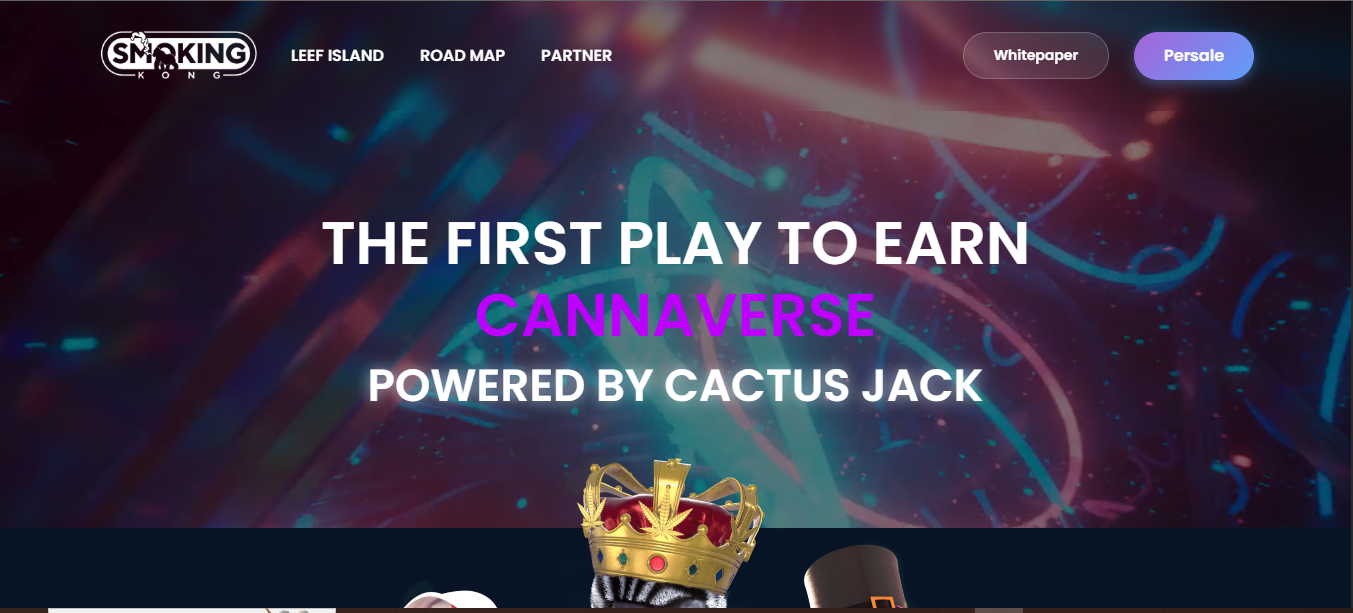 SMOKING
KONG
LEEF ISLAND
ROAD MAP
PARTNER
Whitepaper
Persale
THE FIRST PLAY TO EARN
CANNAVERSE
POWERED BY CACTUS JACK